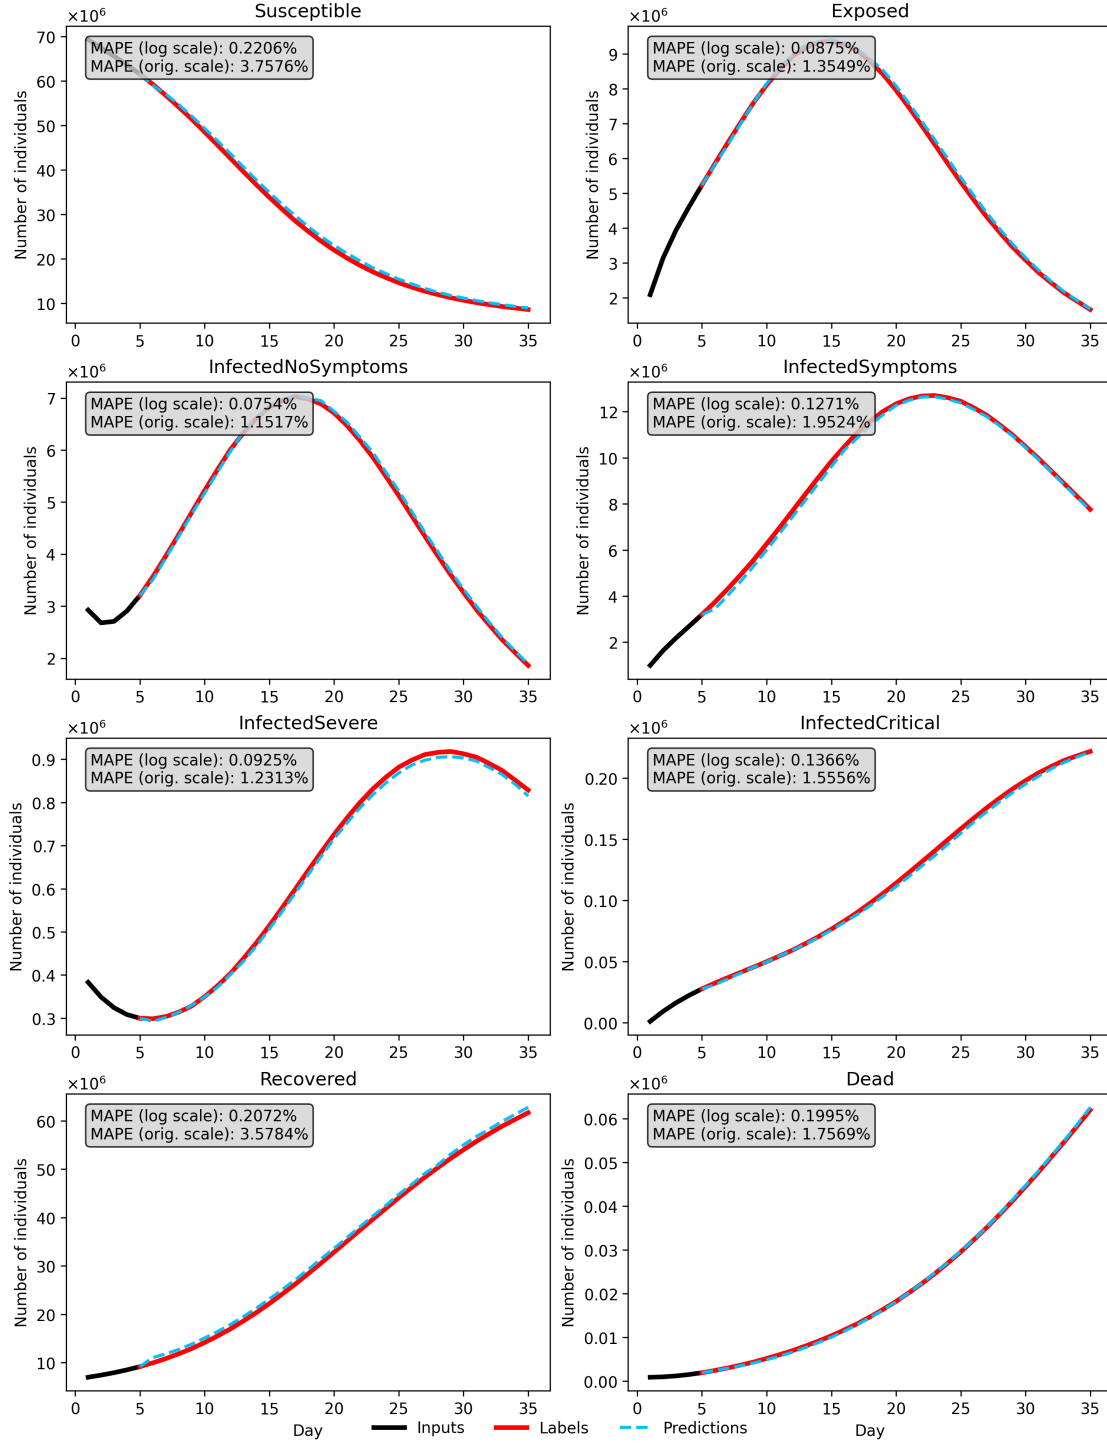 Susceptible
×10⁶
MAPE (log scale): 0.2206%
MAPE (orig. scale): 3.7576%
Number of individuals
70
60
50
40
30
20
10
0 5 10 15 20 25 30 35
Exposed
×10⁶
MAPE (log scale): 0.0875%
MAPE (orig. scale): 1.3549%
Number of individuals
9
8
7
6
5
4
3
2
0 5 10 15 20 25 30 35
InfectedNoSymptoms
×10⁶
MAPE (log scale): 0.0754%
MAPE (orig. scale): 1.1517%
Number of individuals
7
6
5
4
3
2
0 5 10 15 20 25 30 35
InfectedSymptoms
×10⁶
MAPE (log scale): 0.1271%
MAPE (orig. scale): 1.9524%
Number of individuals
12
10
8
6
4
2
0 5 10 15 20 25 30 35
InfectedSevere
×10⁶
MAPE (log scale): 0.0925%
MAPE (orig. scale): 1.2313%
Number of individuals
0.9
0.8
0.7
0.6
0.5
0.4
0.3
0 5 10 15 20 25 30 35
InfectedCritical
×10⁶
MAPE (log scale): 0.1366%
MAPE (orig. scale): 1.5556%
Number of individuals
0.20
0.15
0.10
0.05
0.00
0 5 10 15 20 25 30 35
Recovered
×10⁶
MAPE (log scale): 0.2072%
MAPE (orig. scale): 3.5784%
Number of individuals
60
50
40
30
20
10
0 5 10 15 20 25 30 35
Day
Dead
×10⁶
MAPE (log scale): 0.1995%
MAPE (orig. scale): 1.7569%
Number of individuals
0.06
0.05
0.04
0.03
0.02
0.01
0.00
0 5 10 15 20 25 30 35
Day
Inputs Labels Predictions